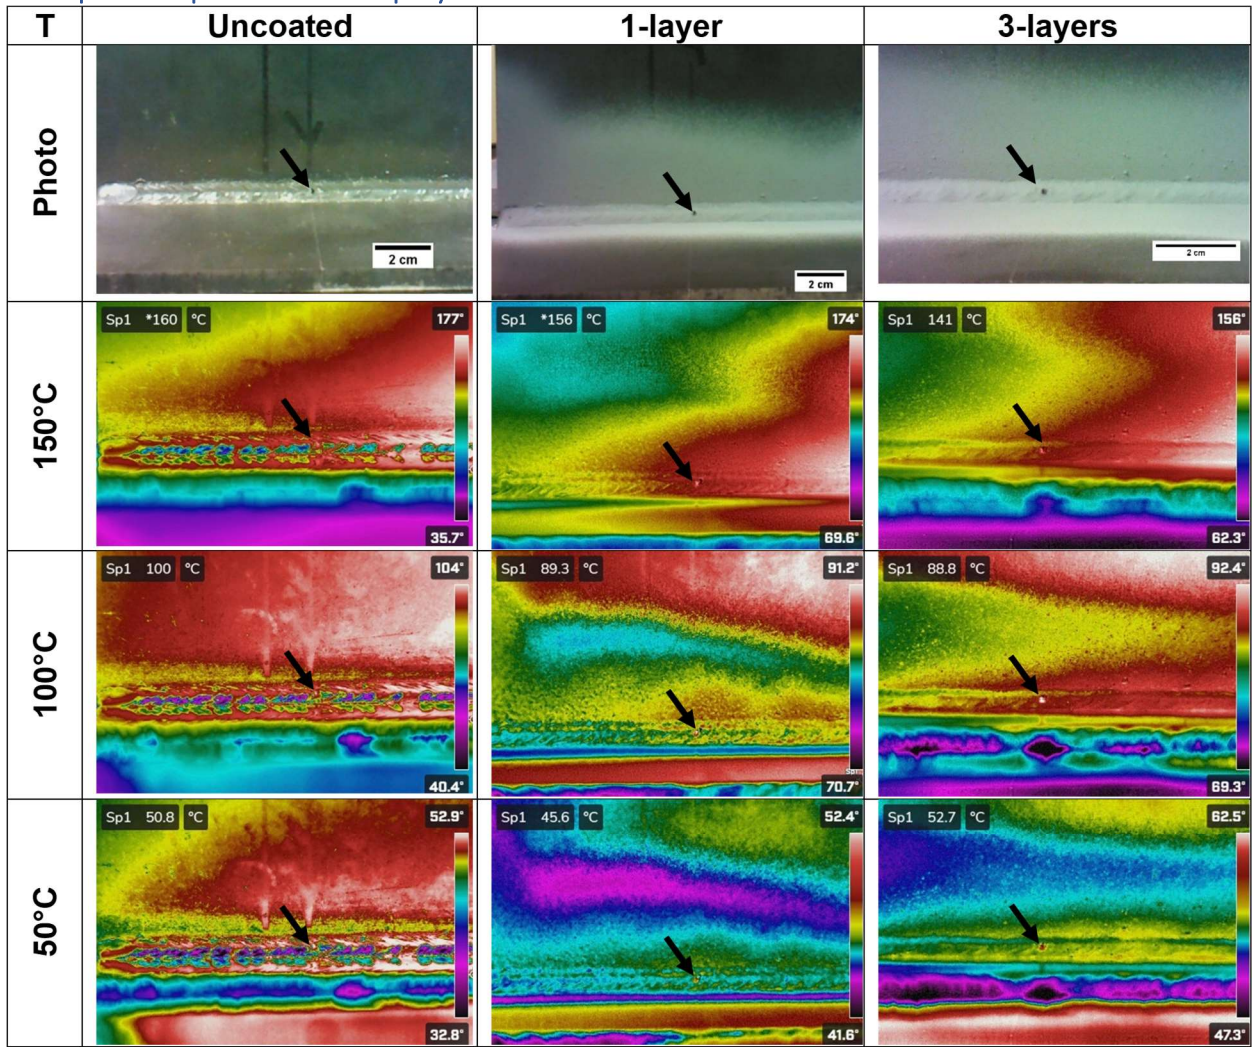 T Uncoated 1-layer 3-layers
Photo
2 cm
2 cm
2 cm
150°C
Sp1 *160 °C
177°
35.7°
Sp1 *156 °C
174°
69.6°
Sp1 141 °C
156°
62.3°
100°C
Sp1 100 °C
104°
40.4°
Sp1 89.3 °C
91.2°
70.7°
Sp1 88.8 °C
92.4°
69.3°
50°C
Sp1 50.8 °C
52.9°
32.8°
Sp1 45.6 °C
52.4°
41.6°
Sp1 52.7 °C
62.5°
47.3°